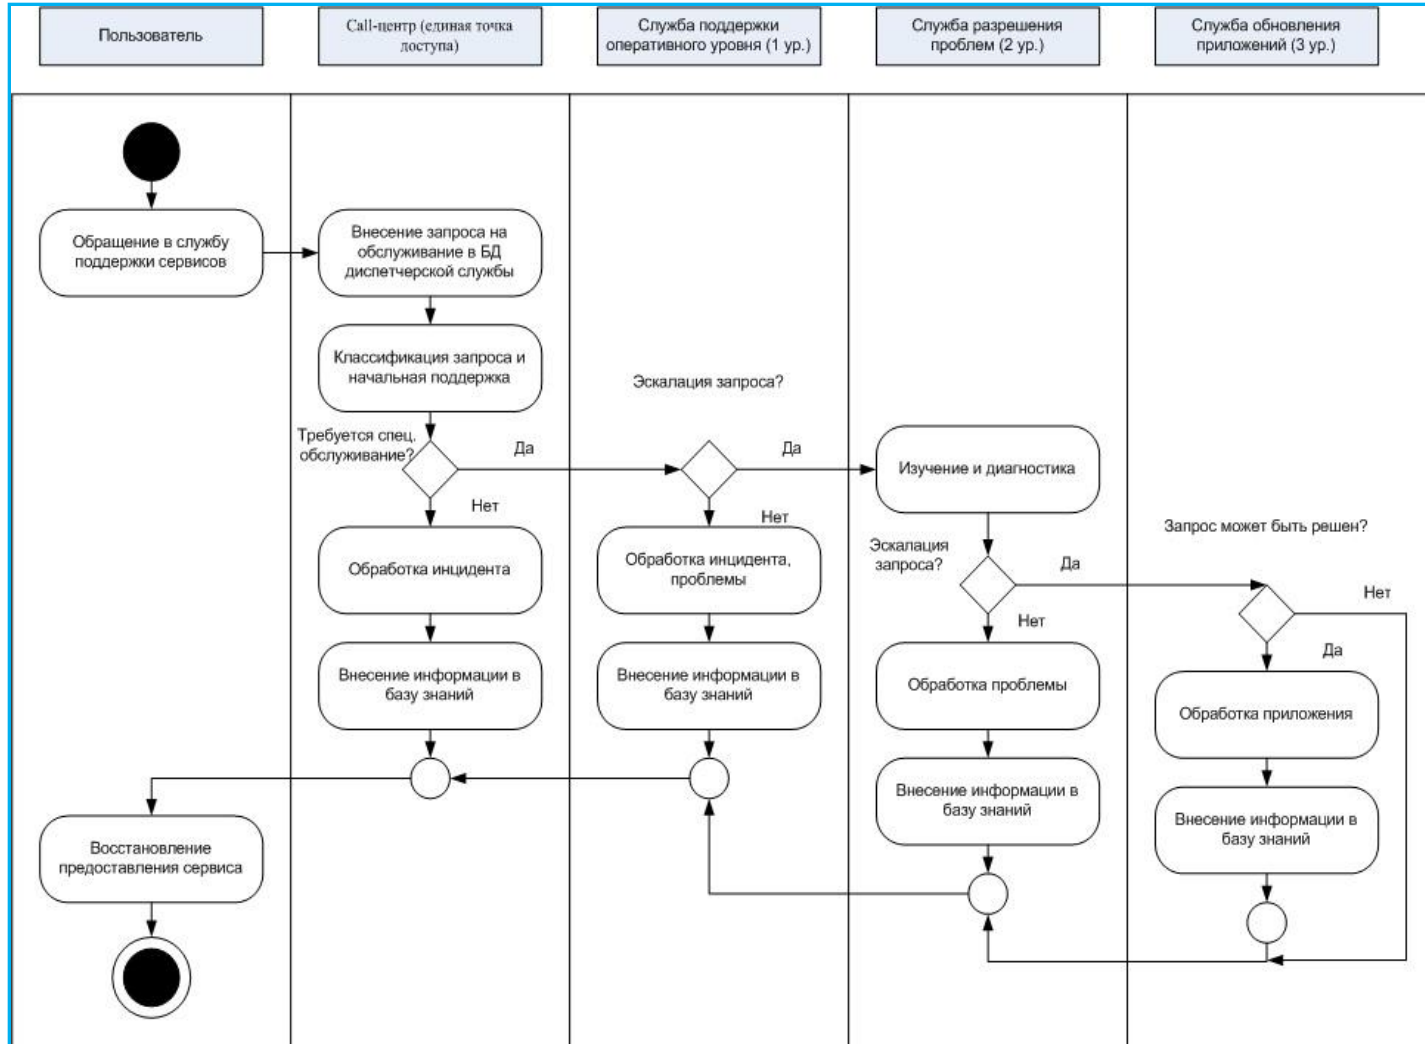 Пользователь
Call-центр (единая точка
доступа)
Служба поддержки
оперативного уровня (1 ур.)
Служба разрешения
проблем (2 ур.)
Служба обновления
приложений (3 ур.)
Обращение в службу
поддержки сервисов
Внесение запроса на
обслуживание в БД
диспетчерской службы
Классификация запроса и
начальная поддержка
Эскалация запроса?
Требуется спец.
обслуживание?
Да
Да
Изучение и диагностика
Нет
Нет
Запрос может быть решен?
Эскалация
запроса?
Да
Нет
Обработка инцидента
Обработка инцидента,
проблемы
Нет
Да
Внесение информации в
базу знаний
Внесение информации в
базу знаний
Обработка проблемы
Обработка приложения
Внесение информации в
базу знаний
Внесение информации в
базу знаний
Восстановление
предоставления сервиса